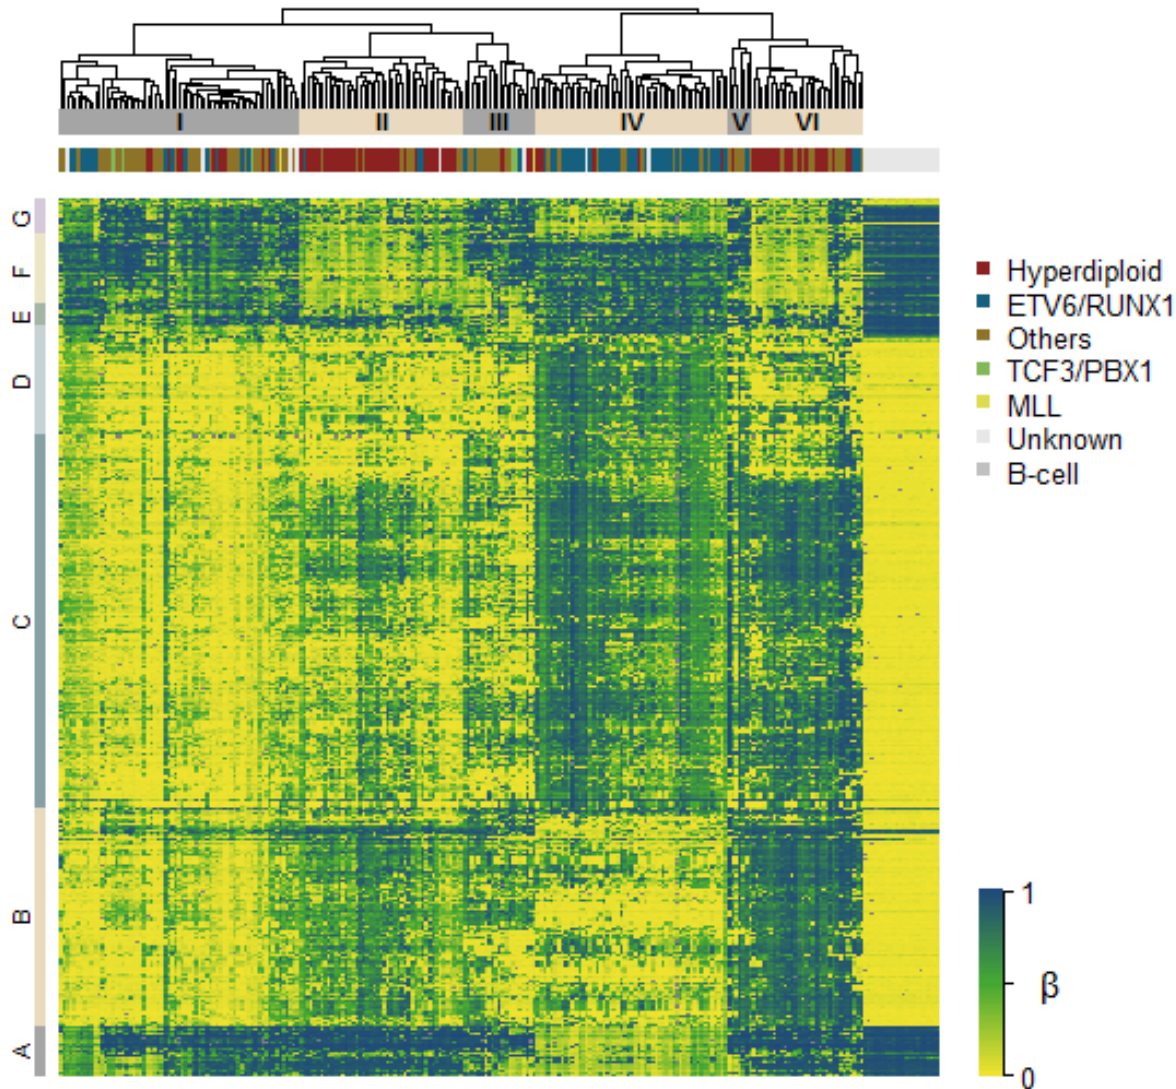 I II III IV V VI
G
F
E
D
C
B
A
Hyperdiploid
ETV6/RUNX1
Others
TCF3/PBX1
MLL
Unknown
B-cell
1
β
0